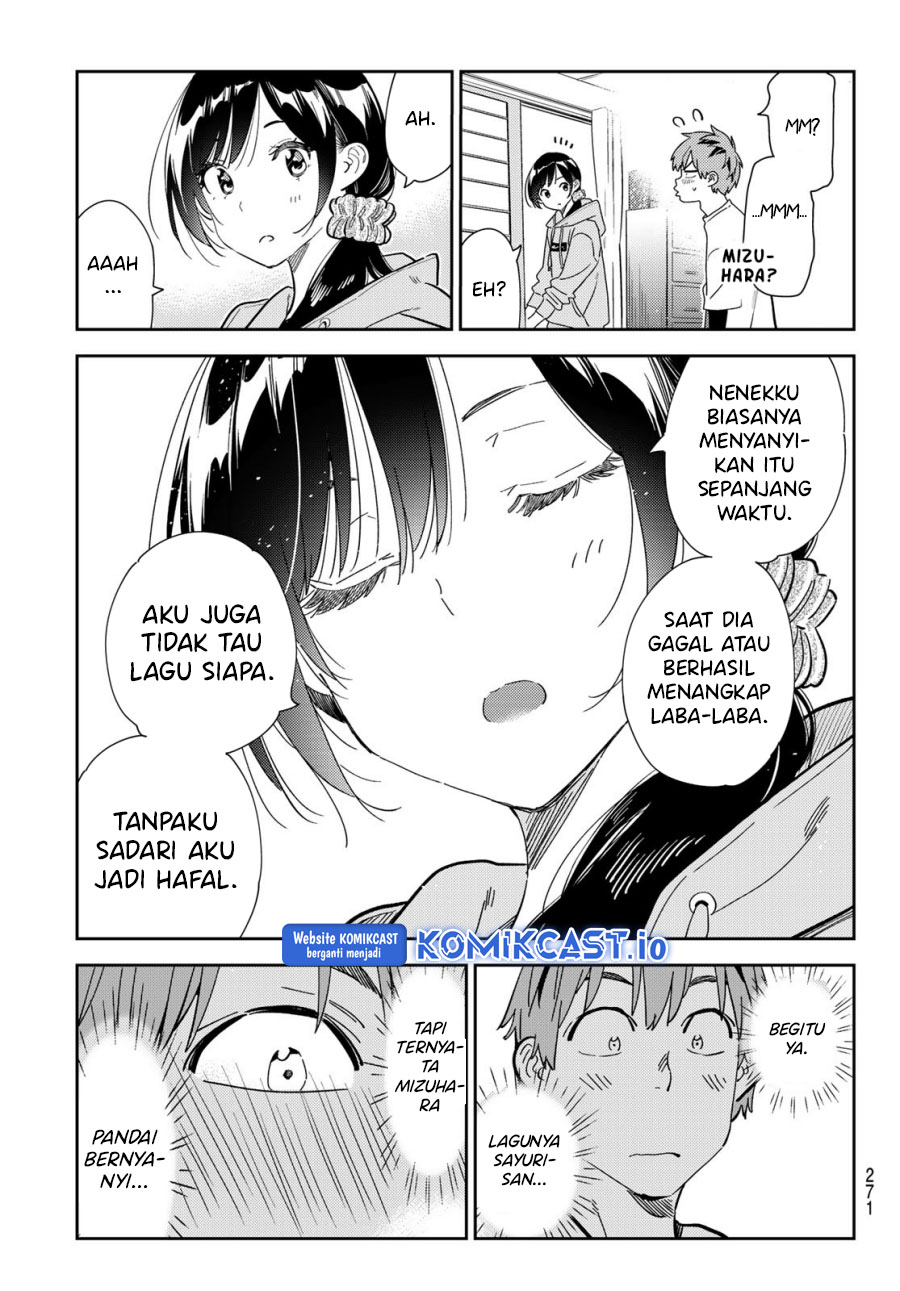 MM?
...MMM...
MIZU-
HARA?
EH?
AH.
AAAH
...
NENEKKU
BIASANYA
MENYANYI-
KAN ITU
SEPANJANG
WAKTU.
SAAT DIA
GAGAL ATAU
BERHASIL
MENANGKAP
LABA-LABA.
AKU JUGA
TIDAK TAU
LAGU SIAPA.
TANPAKU
SADARI AKU
JADI HAFAL.
Website KOMIKCAST
berganti menjadi
KOMIKCAST.io
BEGITU
YA.
LAGUNYA
SAYURI-
SAN...
TAPI
TERNYA-
TA
MIZUHA-
RA
PANDAI
BERNYA-
NYI...
271